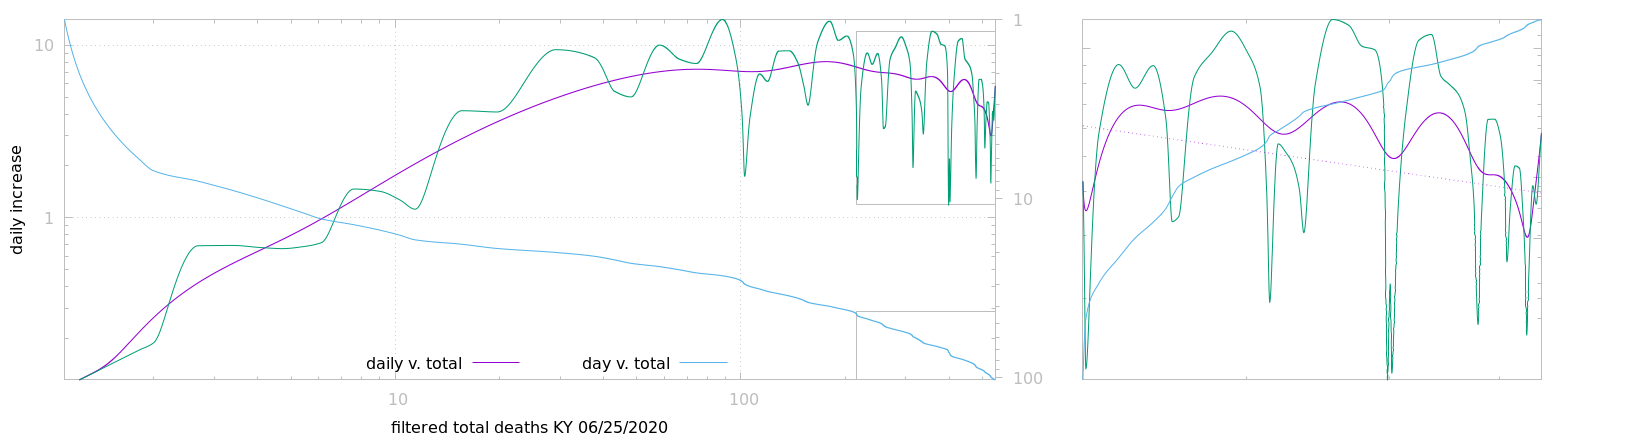 10
1
daily increase
1
10
100
daily v. total
day v. total
10
100
filtered total deaths KY 06/25/2020